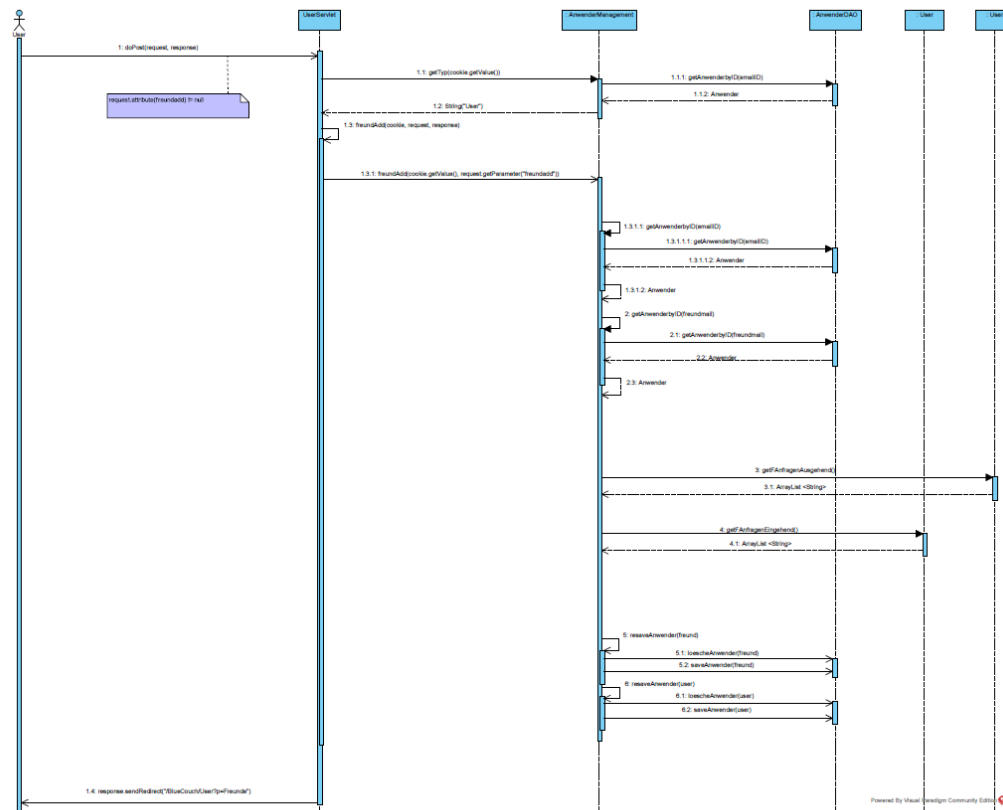 User
UserServlet
: AnwenderManagement
: AnwenderDAO
: User
: User
1: doPost(request, response)
request.attribute(freundadd) != null
1.1: getTyp(cookie.getValue())
1.1.1: getAnwenderbyID(emailID)
1.1.2: Anwender
1.2: String("User")
1.3: freundAdd(cookie, request, response)
1.3.1: freundAdd(cookie.getValue(), request.getParameter("freundadd"))
1.3.1.1: getAnwenderbyID(emailID)
1.3.1.1.1: getAnwenderbyID(emailID)
1.3.1.1.2: Anwender
1.3.1.2: Anwender
2: getAnwenderbyID(freundmail)
2.1: getAnwenderbyID(freundmail)
2.2: Anwender
2.3: Anwender
3: getFAnfragenAusgehend()
3.1: ArrayList <String>
4: getFAnfragenEingehend()
4.1: ArrayList <String>
5: resaveAnwender(freund)
5.1: loescheAnwender(freund)
5.2: saveAnwender(freund)
6: resaveAnwender(user)
6.1: loescheAnwender(user)
6.2: saveAnwender(user)
1.4: response.sendRedirect("/BlueCouch/User?p=Freunde")
Powered By Visual Paradigm Community Edition